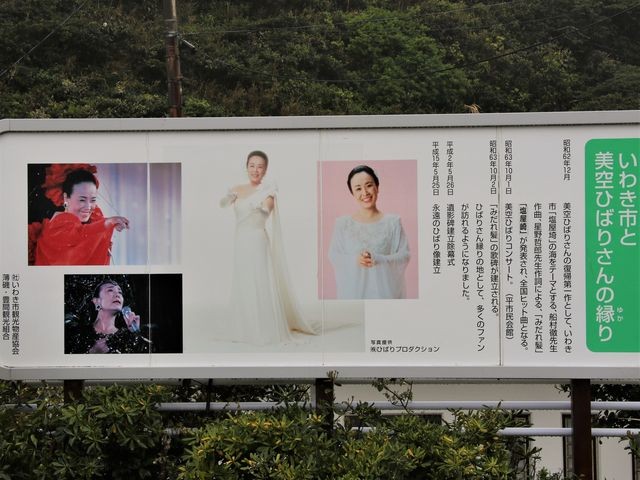 いわき市と
美空ひばりさんの縁り
ゆか
昭和62年12月
美空ひばりさんの復帰第一作として、いわき
市「塩屋埼」の海をテーマとする、船村徹先生
作曲、星野哲郎先生作詞による、「みだれ髪」
「塩屋崎」が発表され、全国ヒット曲となる。
昭和63年10月1日
美空ひばりコンサート。（平市民会館）
昭和63年10月2日
「みだれ髪」の歌碑が建立される。
ひばりさん縁りの地として、多くのファン
が訪れるようになりました。
平成2年5月26日
遺影碑建立除幕式
平成15年5月25日
永遠のひばり像建立
写真提供
㈲ひばりプロダクション
㈳いわき市観光物産協会
薄磯・豊間観光組合